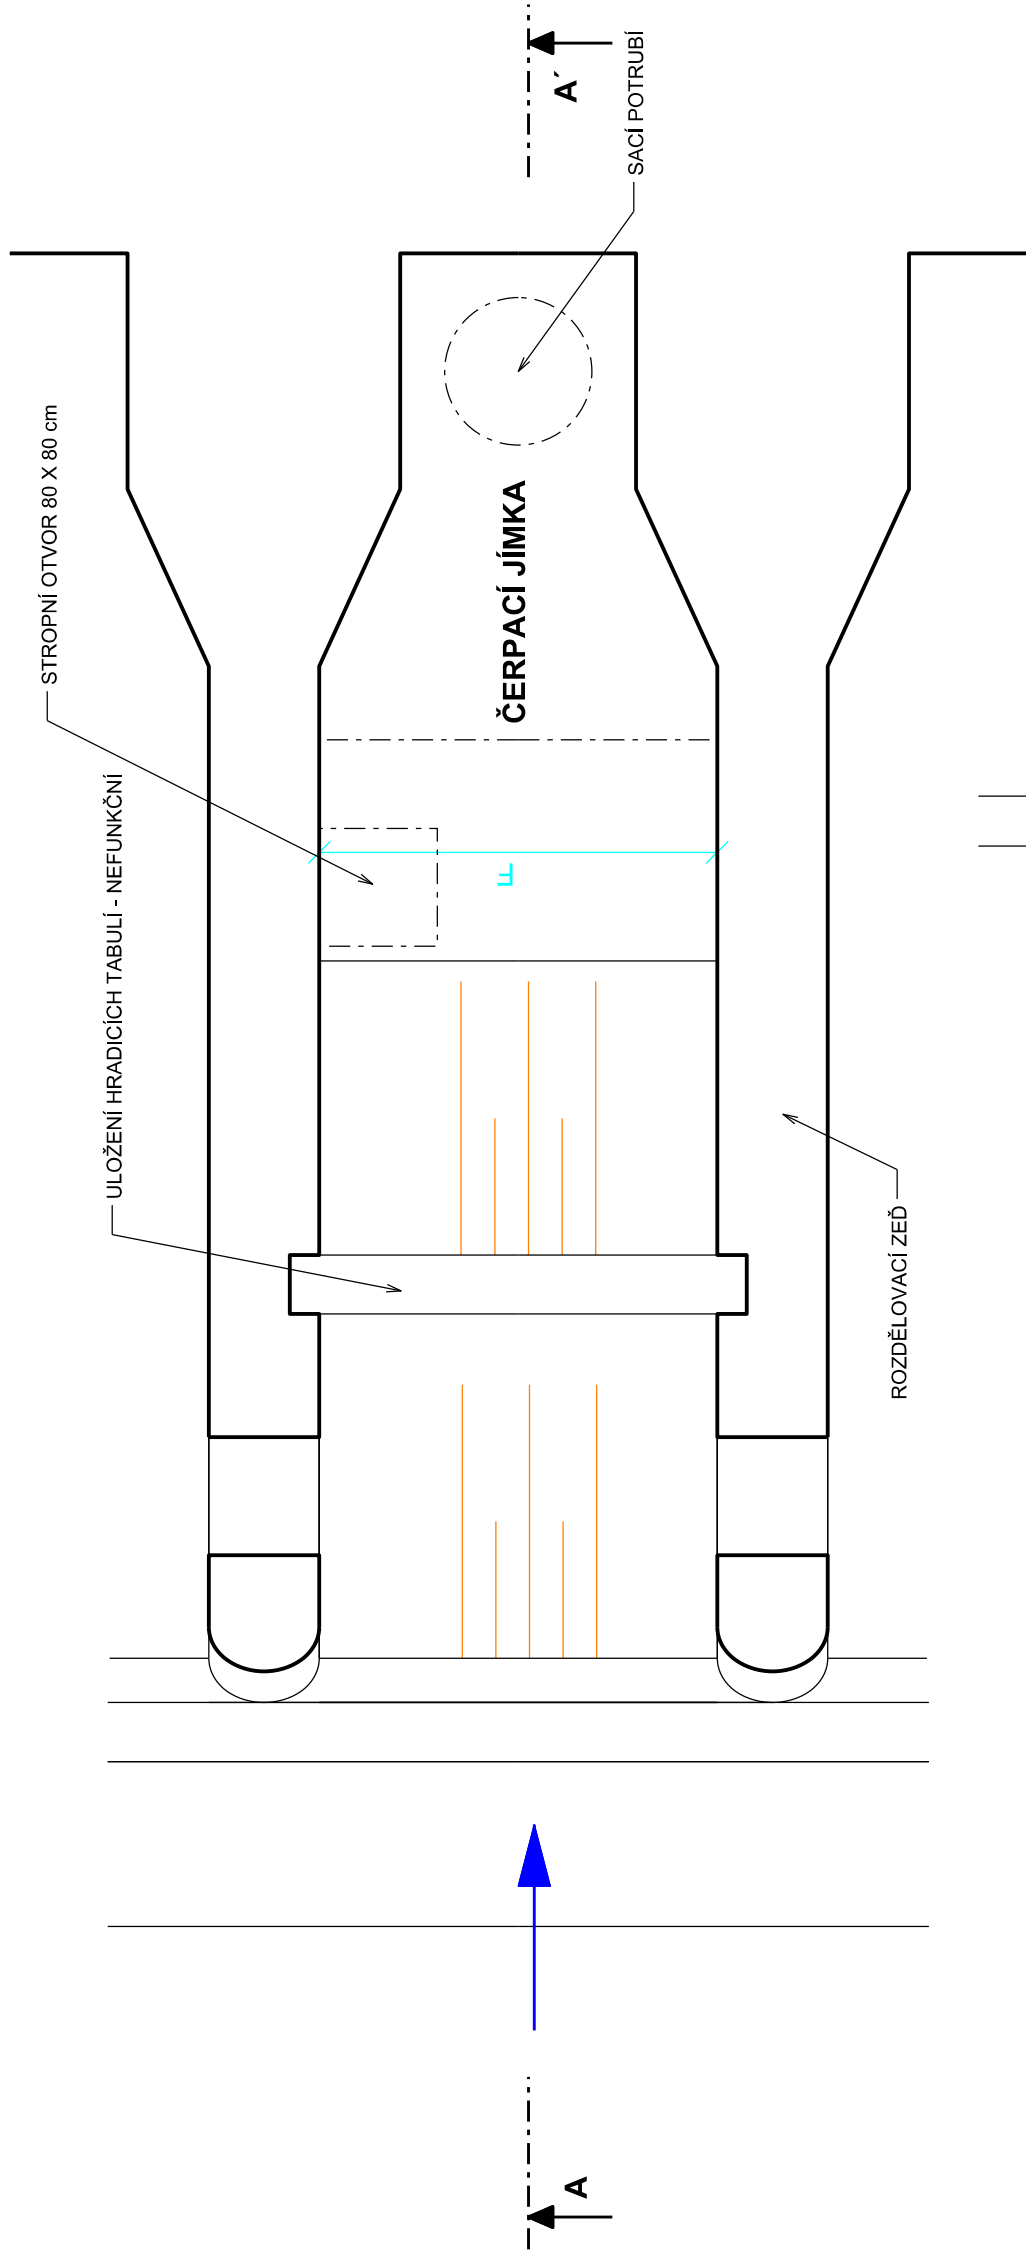 STROPNÍ OTVOR 80 X 80 cm
ULOŽENÍ HRADICÍCH TABULÍ - NEFUNKČNÍ
ČERPACÍ JÍMKA
SACÍ POTRUBÍ
ROZDĚLOVACÍ ZEĎ
F
A
A´